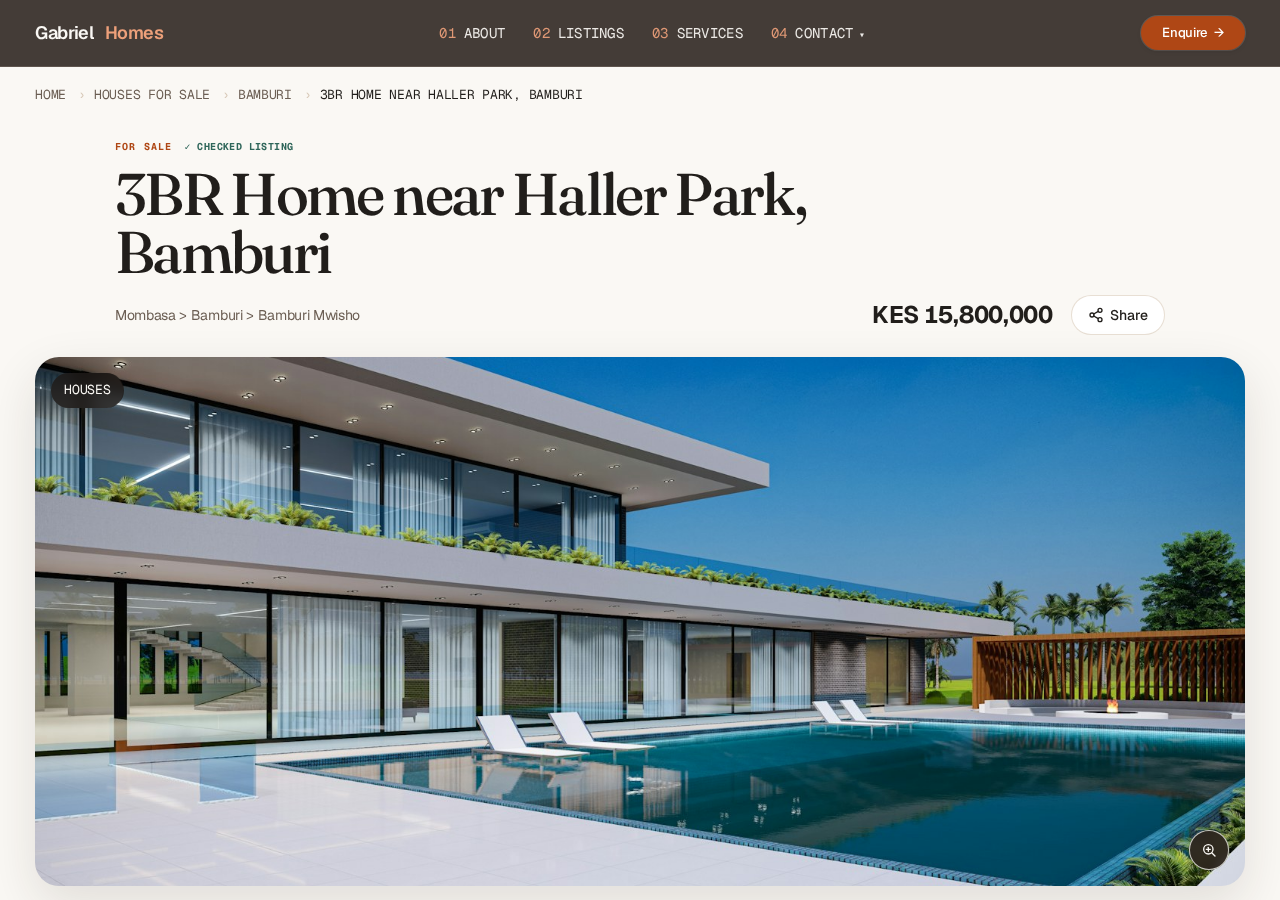 Gabriel Homes
01 ABOUT 02 LISTINGS 03 SERVICES 04 CONTACT ▾
Enquire →
HOME › HOUSES FOR SALE › BAMBURI › 3BR HOME NEAR HALLER PARK, BAMBURI
FOR SALE ✓ CHECKED LISTING
3BR Home near Haller Park,
Bamburi
Mombasa > Bamburi > Bamburi Mwisho
KES 15,800,000
Share
HOUSES